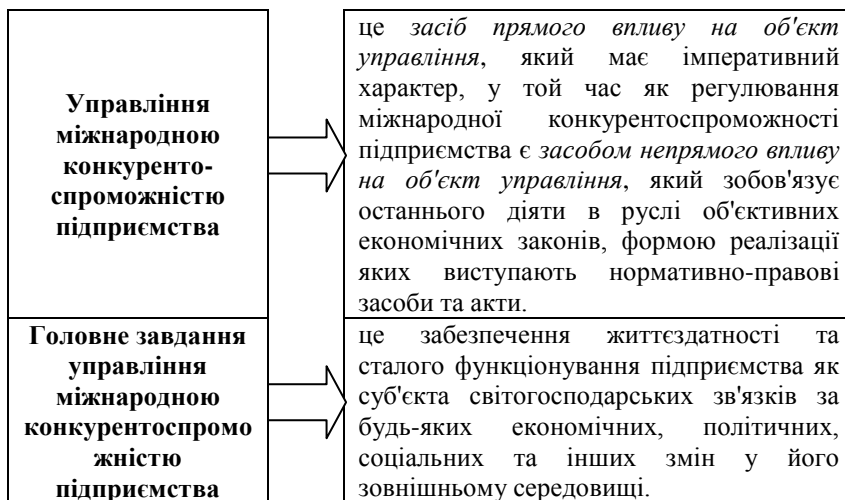 Управління
міжнародною
конкуренто-
спроможністю
підприємства
це засіб прямого впливу на об'єкт
управління, який має імперативний
характер, у той час як регулювання
міжнародної конкурентоспроможності
підприємства є засобом непрямого впливу
на об'єкт управління, який зобов'язує
останнього діяти в руслі об'єктивних
економічних законів, формою реалізації
яких виступають нормативно-правові
засоби та акти.
Головне завдання
управління
міжнародною
конкурентоспромо
жністю
підприємства
це забезпечення життєздатності та
сталого функціонування підприємства як
суб'єкта світогосподарських зв'язків за
будь-яких економічних, політичних,
соціальних та інших змін у його
зовнішньому середовищі.